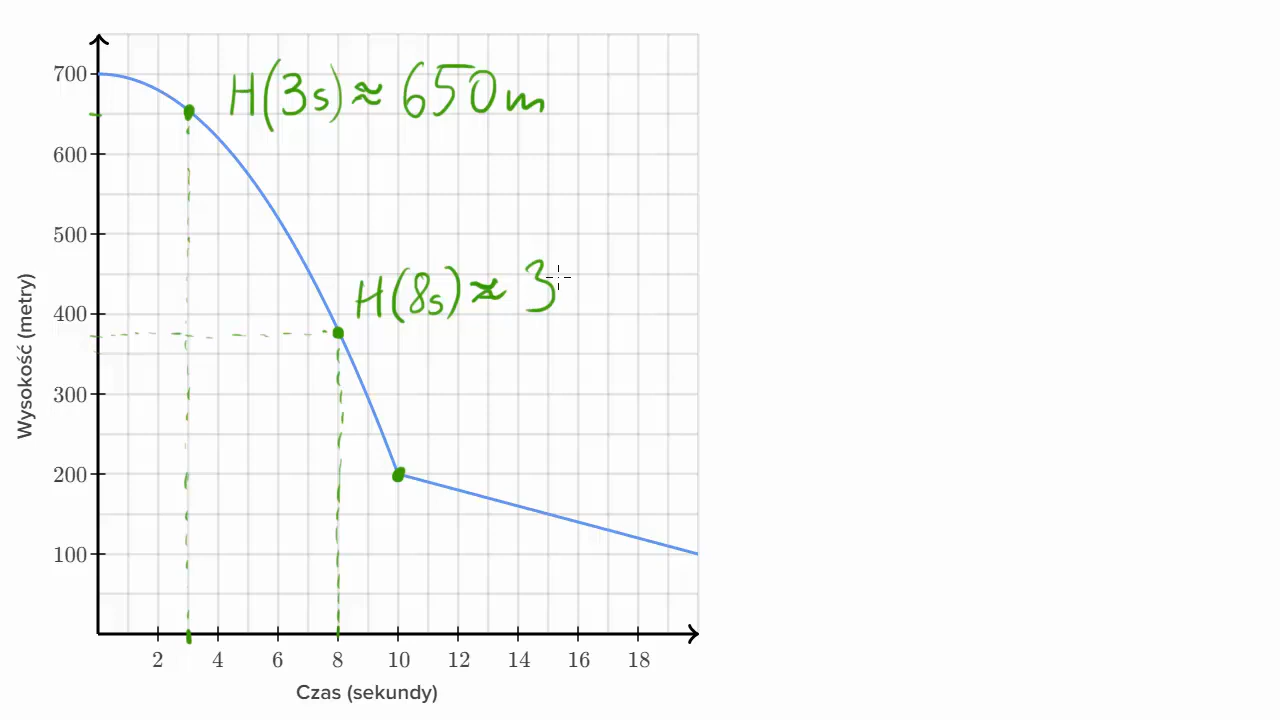 H(3s) ≈ 650m
H(8s) ≈ 3
700
600
500
400
300
200
100
Wysokość (metry)
2 4 6 8 10 12 14 16 18
Czas (sekundy)